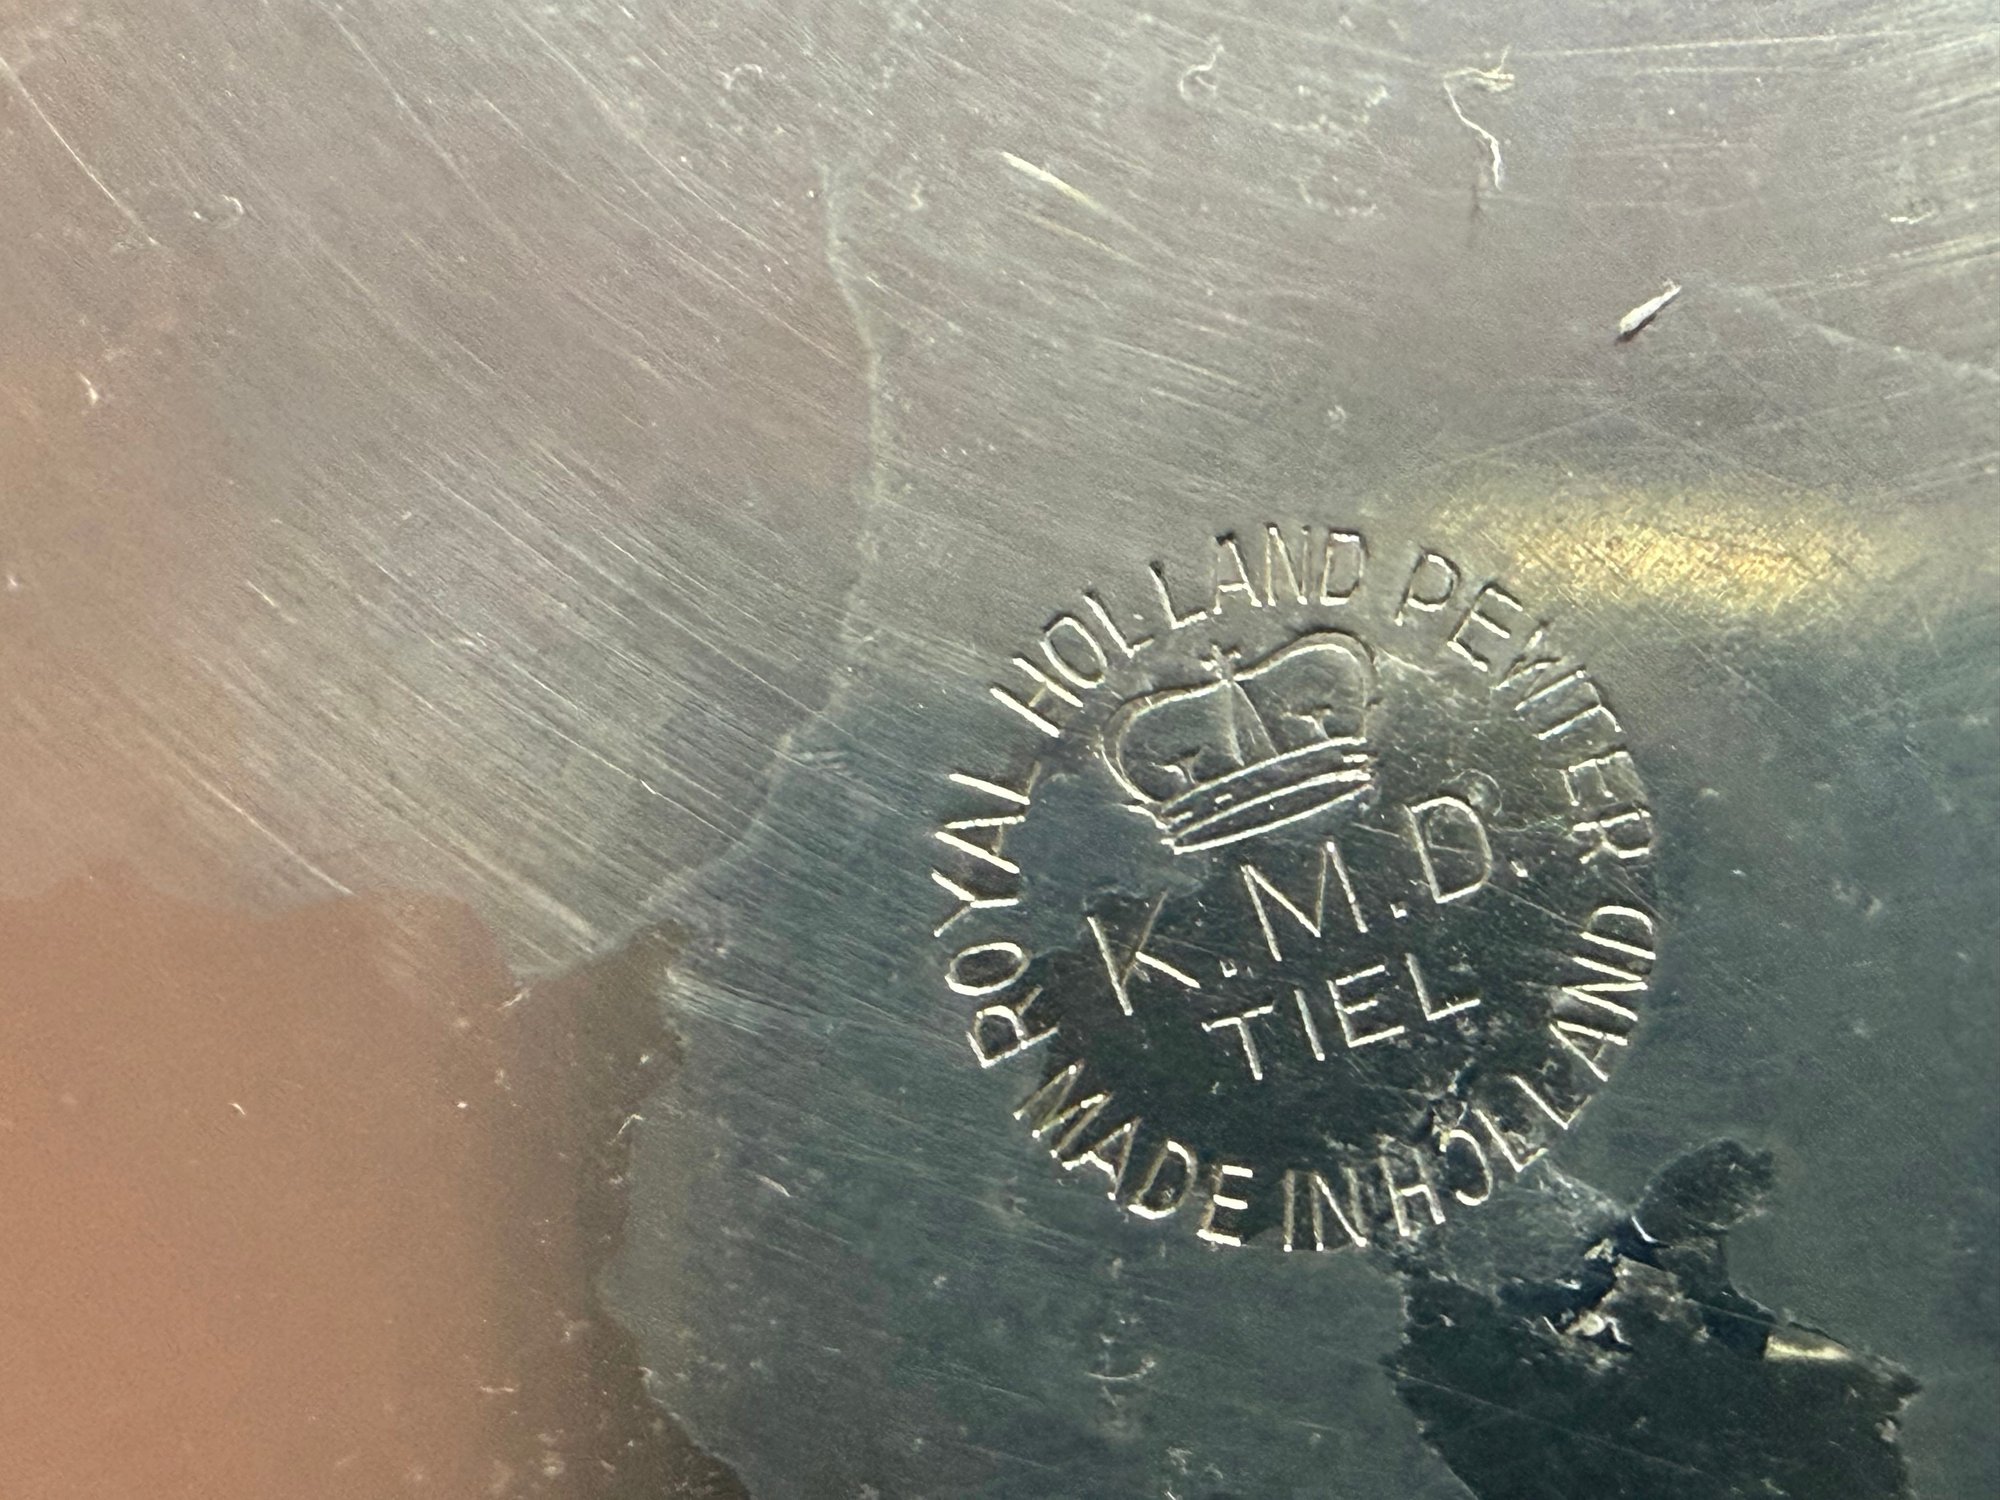 ROYAL HOLLAND PEWTER
K.M.D.
TIEL
MADE IN HOLLAND